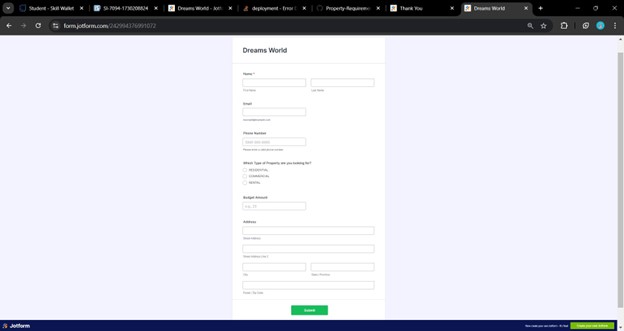 Student - Skill Wallet
SI-7094-1730208824
Dreams World - Jotf
deployment - Error
Property-Requireme
Thank You
Dreams World
form.jotform.com/242994376861072
Dreams World
Name *
First Name
Last Name
Email
example@example.com
Phone Number
(000) 000-0000
Please enter a valid phone number.
Which Type of Property are you looking for?
RESIDENTIAL
COMMERCIAL
RENTAL
Budget Amount
e.g., 23
Address
Street Address
Street Address Line 2
City
State / Province
Postal / Zip Code
Submit
Jotform
Now create your own Jotform - It's free!
Create your own Jotform